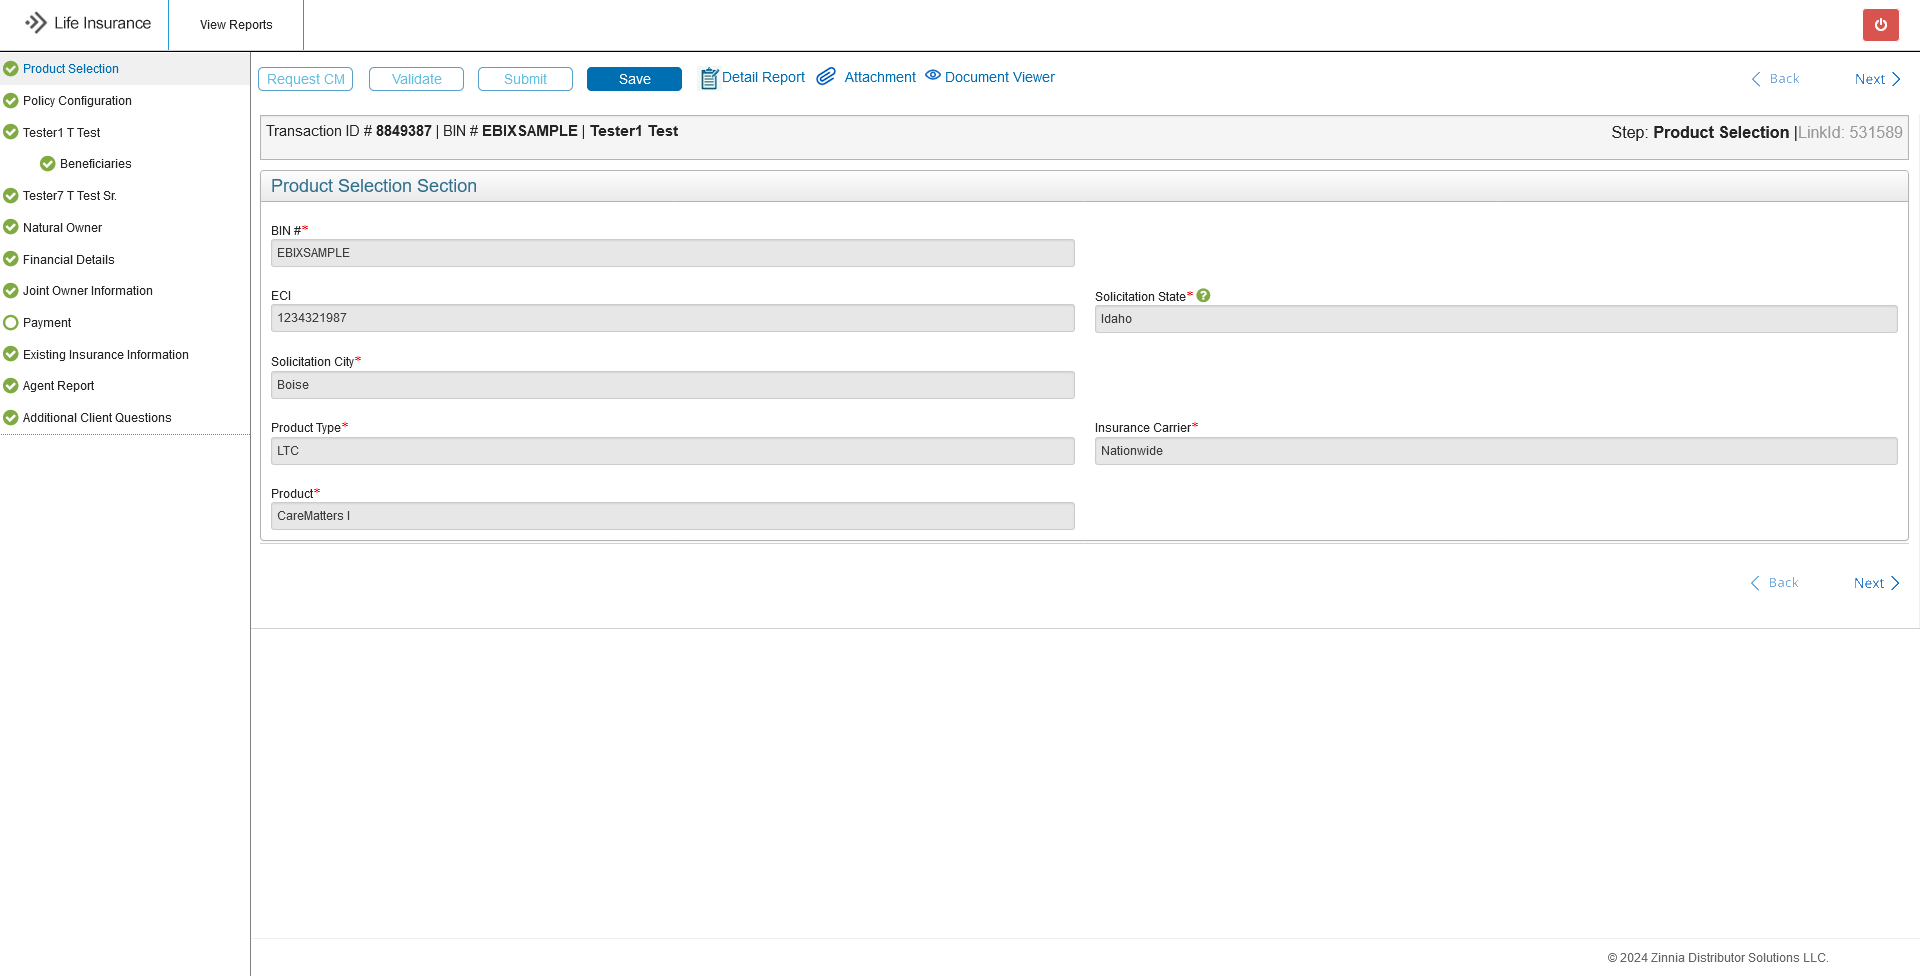 Life Insurance
View Reports
Product Selection
Policy Configuration
Tester1 T Test
Beneficiaries
Tester7 T Test Sr.
Natural Owner
Financial Details
Joint Owner Information
Payment
Existing Insurance Information
Agent Report
Additional Client Questions
Request CM
Validate
Submit
Save
Detail Report
Attachment
Document Viewer
Back
Next
Transaction ID # 8849387 | BIN # EBIXSAMPLE | Tester1 Test
Step: Product Selection |LinkId: 531589
Product Selection Section
BIN #*
EBIXSAMPLE
ECI
1234321987
Solicitation State* ?
Idaho
Solicitation City*
Boise
Product Type*
LTC
Insurance Carrier*
Nationwide
Product*
CareMatters I
Back
Next
© 2024 Zinnia Distributor Solutions LLC.